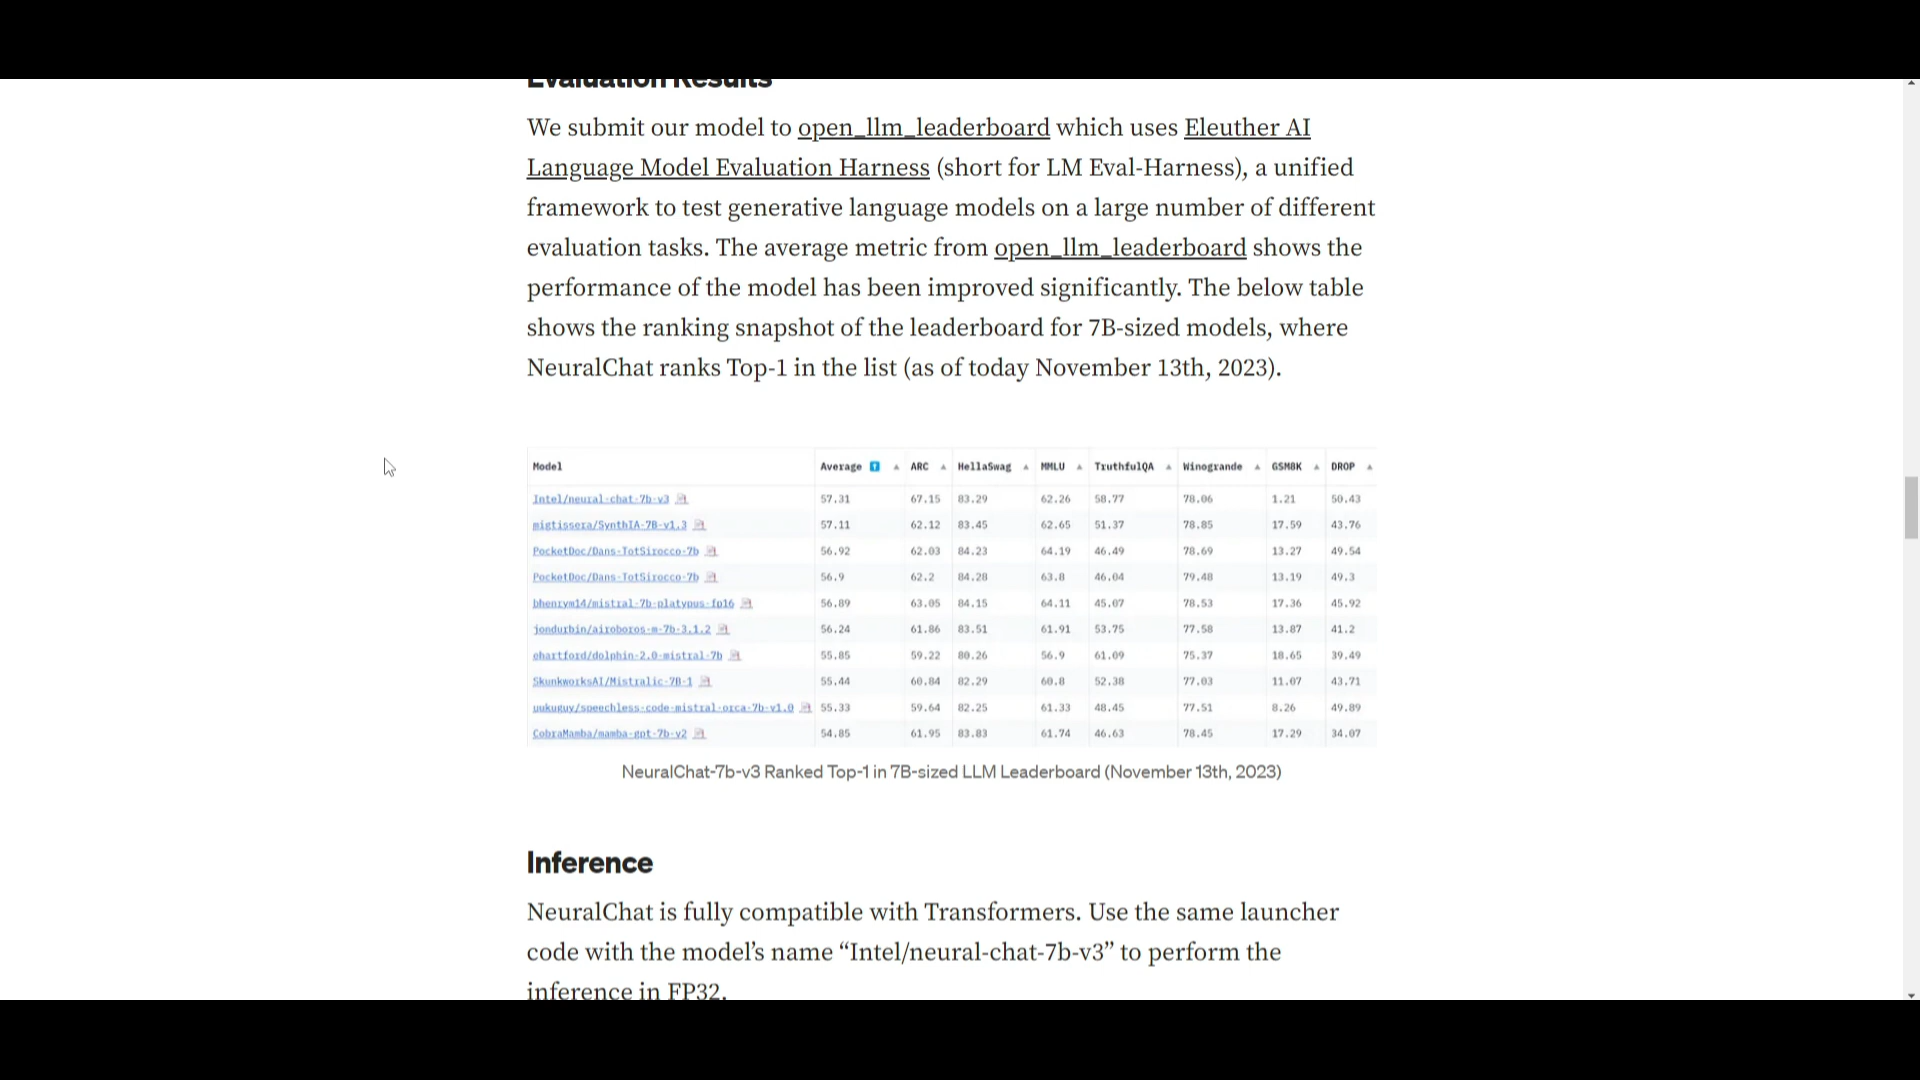 Evaluation Results
We submit our model to open_llm_leaderboard which uses Eleuther AI
Language Model Evaluation Harness (short for LM Eval-Harness), a unified
framework to test generative language models on a large number of different
evaluation tasks. The average metric from open_llm_leaderboard shows the
performance of the model has been improved significantly. The below table
shows the ranking snapshot of the leaderboard for 7B-sized models, where
NeuralChat ranks Top-1 in the list (as of today November 13th, 2023).
Model Average ARC HellaSwag MMLU TruthfulQA Winogrande GSM8K DROP
Intel/neural-chat-7b-v3 57.31 67.15 83.29 62.26 58.77 78.06 1.21 50.43
migtissera/SynthIA-7B-v1.3 57.11 62.12 83.45 62.65 51.37 78.85 17.59 43.76
PocketDoc/Dans-TotSirocco-7b 56.92 62.03 84.23 64.19 46.49 78.69 13.27 49.54
PocketDoc/Dans-TotSirocco-7b 56.9 62.2 84.28 63.8 46.04 79.48 13.19 49.3
bhenrym14/mistral-7b-platypus-fp16 56.89 63.05 84.15 64.11 45.07 78.53 17.36 45.92
jondurbin/airoboros-m-7b-3.1.2 56.24 61.86 83.51 61.91 53.75 77.58 13.87 41.2
ehartford/dolphin-2.0-mistral-7b 55.85 59.22 80.26 56.9 61.09 75.37 18.65 39.49
SkunkworksAI/Mistralic-7B-1 55.44 60.84 82.29 60.8 52.38 77.03 11.07 43.71
uukuguy/speechless-code-mistral-orca-7b-v1.0 55.33 59.64 82.25 61.33 48.45 77.51 8.26 49.89
CobraMamba/mamba-gpt-7b-v2 54.85 61.95 83.83 61.74 46.63 78.45 17.29 34.07
NeuralChat-7b-v3 Ranked Top-1 in 7B-sized LLM Leaderboard (November 13th, 2023)
Inference
NeuralChat is fully compatible with Transformers. Use the same launcher
code with the model’s name “Intel/neural-chat-7b-v3” to perform the
inference in FP32.